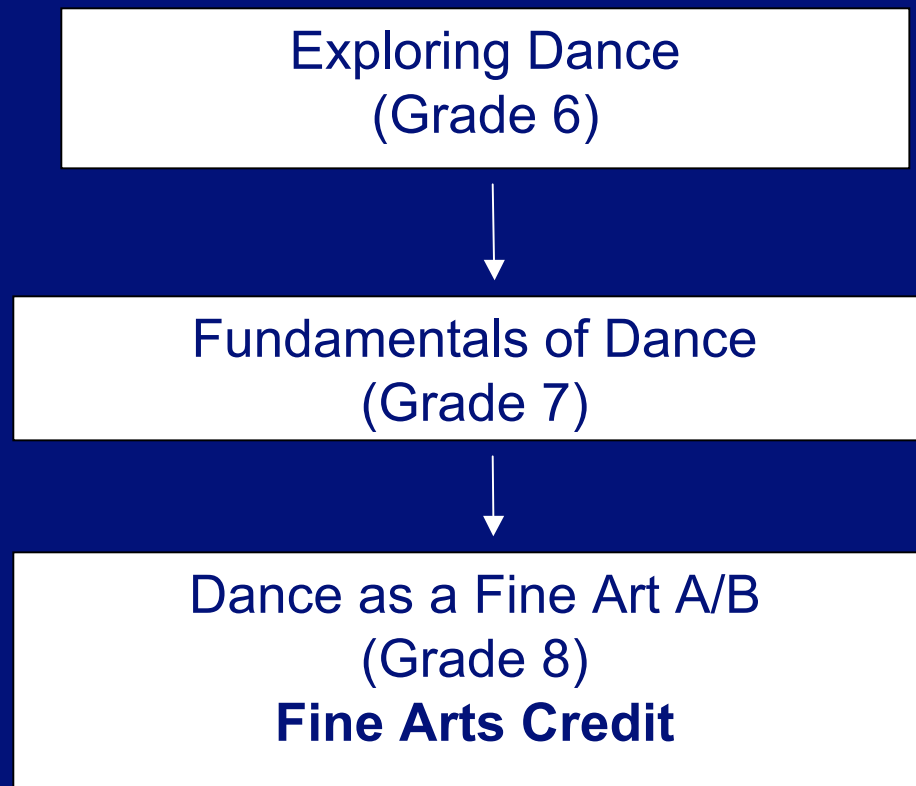 Exploring Dance
(Grade 6)
Fundamentals of Dance
(Grade 7)
Dance as a Fine Art A/B
(Grade 8)
Fine Arts Credit